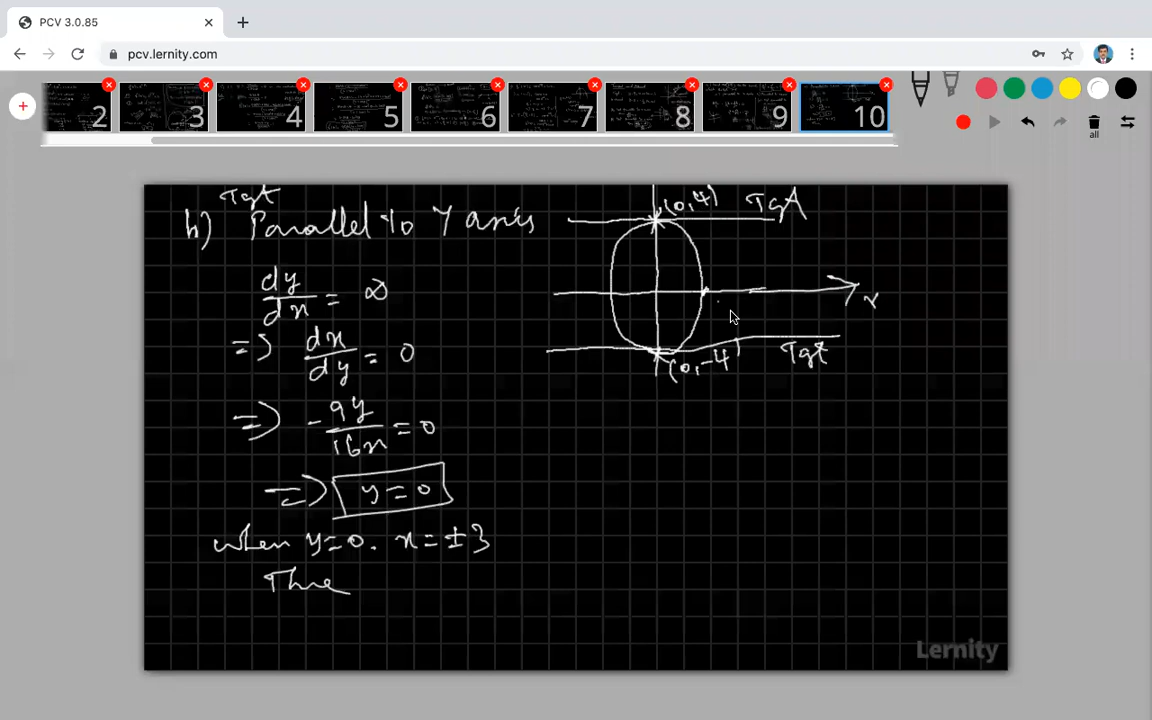 PCV 3.0.85
pcv.lernity.com
2 3 4 5 6 7 8 9 10
all
Tgt
b) Parallel to Y axis
dy/dx = ∞
=> dx/dy = 0
=> -9y/16x = 0
=> y = 0
when y=0. x = ±3
The
(0,4) Tgt
x
(0,-4) Tgt
Lernity